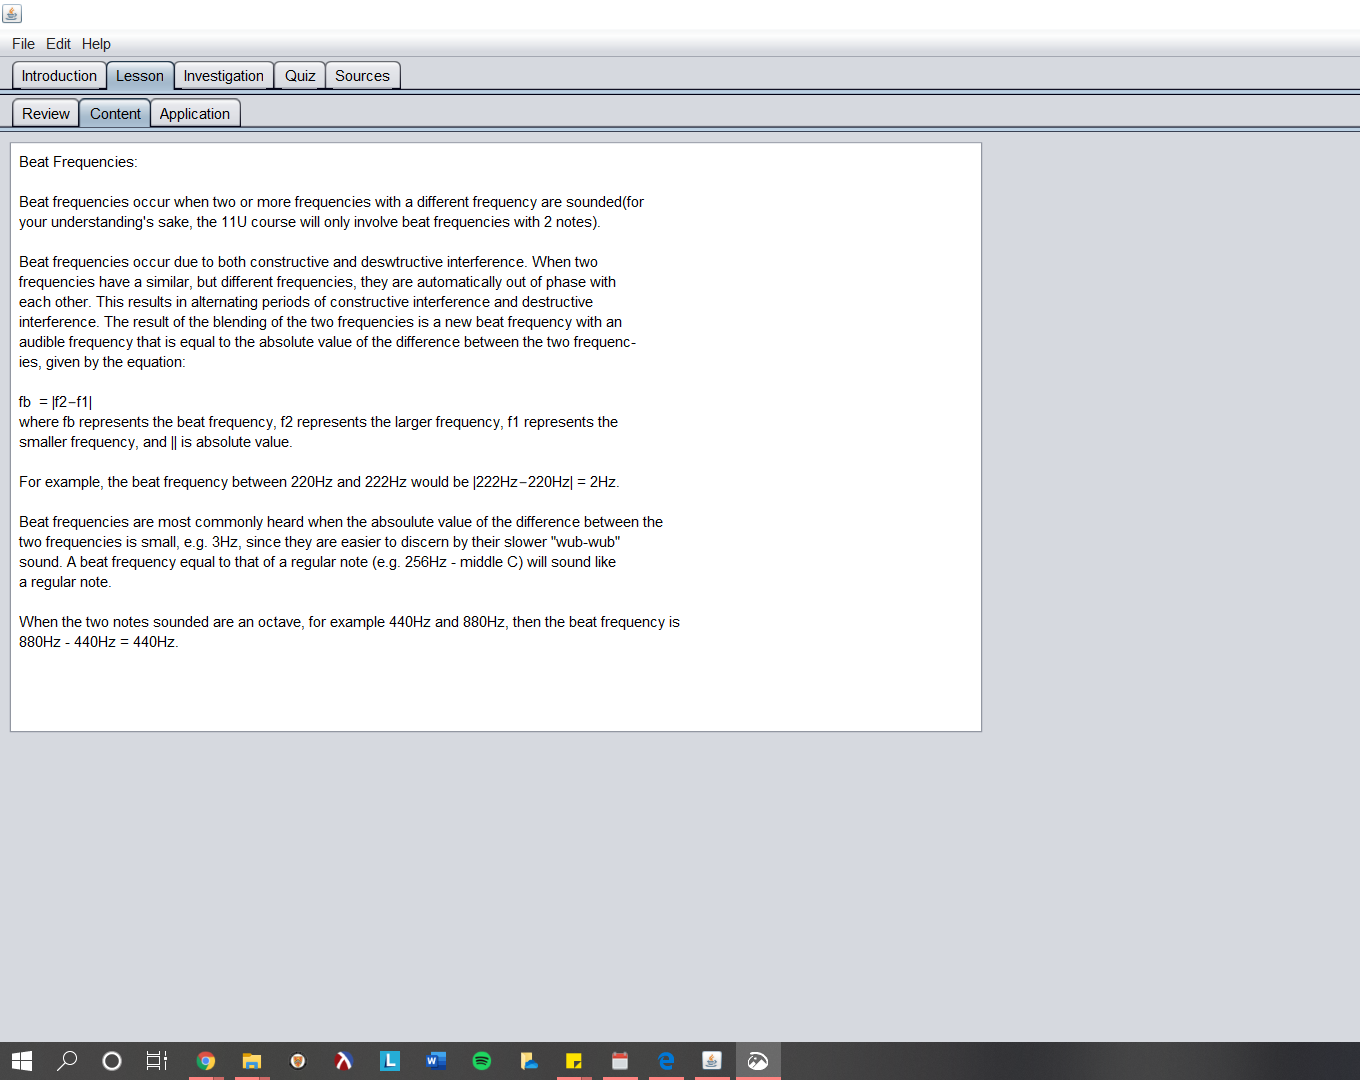 File Edit Help
Introduction Lesson Investigation Quiz Sources
Review Content Application
Beat Frequencies:
Beat frequencies occur when two or more frequencies with a different frequency are sounded(for
your understanding's sake, the 11U course will only involve beat frequencies with 2 notes).
Beat frequencies occur due to both constructive and deswtructive interference. When two
frequencies have a similar, but different frequencies, they are automatically out of phase with
each other. This results in alternating periods of constructive interference and destructive
interference. The result of the blending of the two frequencies is a new beat frequency with an
audible frequency that is equal to the absolute value of the difference between the two frequenc-
ies, given by the equation:
fb  = |f2−f1|
where fb represents the beat frequency, f2 represents the larger frequency, f1 represents the
smaller frequency, and || is absolute value.
For example, the beat frequency between 220Hz and 222Hz would be |222Hz−220Hz| = 2Hz.
Beat frequencies are most commonly heard when the absoulute value of the difference between the
two frequencies is small, e.g. 3Hz, since they are easier to discern by their slower "wub-wub"
sound. A beat frequency equal to that of a regular note (e.g. 256Hz - middle C) will sound like
a regular note.
When the two notes sounded are an octave, for example 440Hz and 880Hz, then the beat frequency is
880Hz - 440Hz = 440Hz.